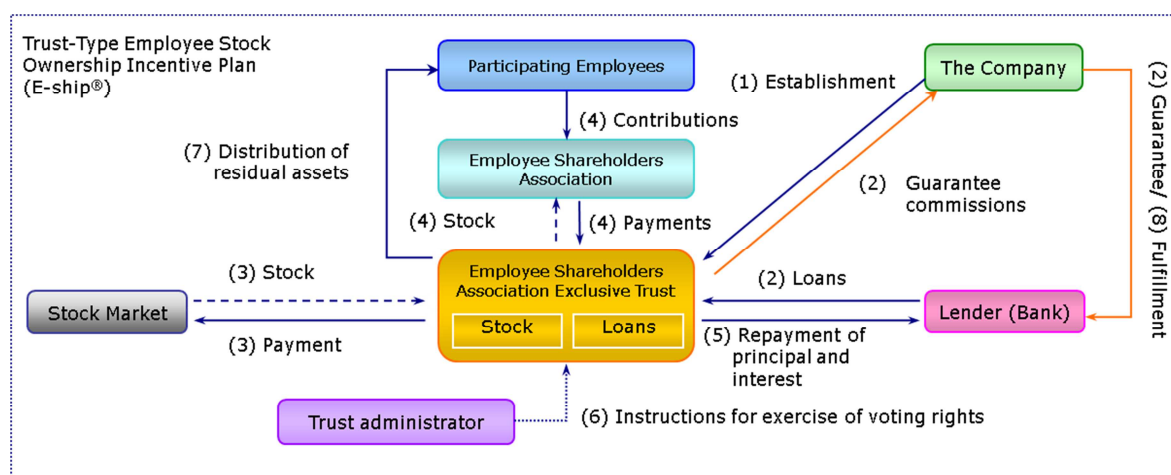 Trust-Type Employee Stock
Ownership Incentive Plan
(E-ship®)
Participating Employees
The Company
(1) Establishment
(2) Guarantee/ (8) Fulfillment
(4) Contributions
(7) Distribution of
residual assets
Employee Shareholders
Association
(2) Guarantee
commissions
(4) Stock
(4) Payments
(3) Stock
Employee Shareholders
Association Exclusive Trust
(2) Loans
Stock Market
Stock
Loans
Lender (Bank)
(3) Payment
(5) Repayment of
principal and
interest
Trust administrator
(6) Instructions for exercise of voting rights